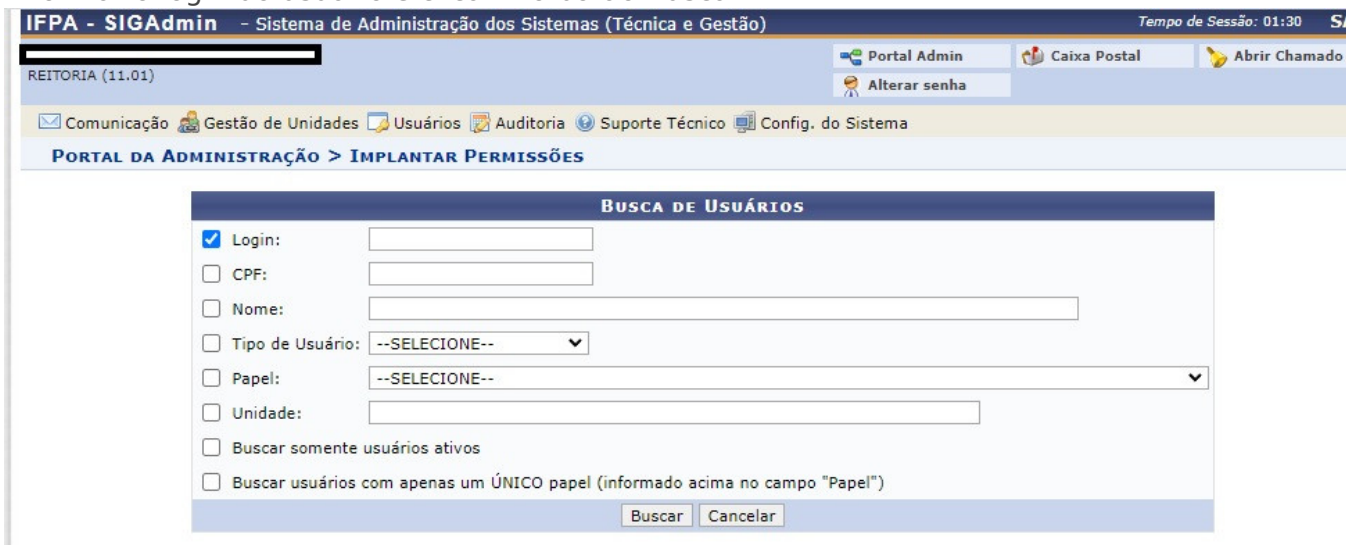 IFPA - SIGAdmin - Sistema de Administração dos Sistemas (Técnica e Gestão) Tempo de Sessão: 01:30
REITORIA (11.01)
Portal Admin Caixa Postal Abrir Chamado
Alterar senha
Comunicação Gestão de Unidades Usuários Auditoria Suporte Técnico Config. do Sistema
PORTAL DA ADMINISTRAÇÃO > IMPLANTAR PERMISSÕES
BUSCA DE USUÁRIOS
Login:
CPF:
Nome:
Tipo de Usuário: --SELECIONE--
Papel: --SELECIONE--
Unidade:
Buscar somente usuários ativos
Buscar usuários com apenas um ÚNICO papel (informado acima no campo "Papel")
Buscar Cancelar